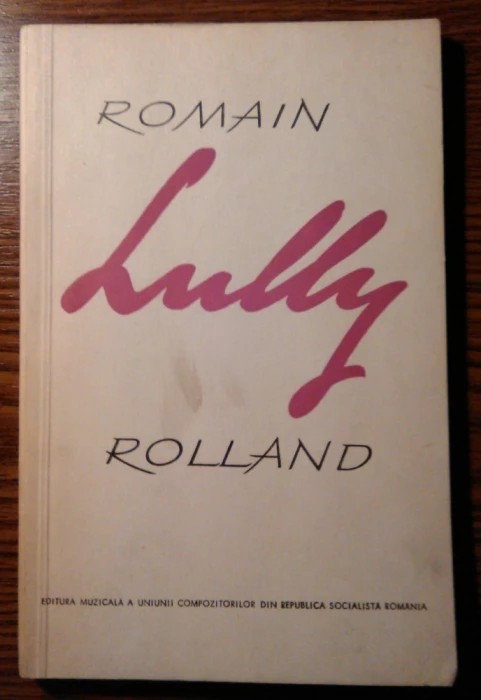 ROMAIN
Lully
ROLLAND
EDITURA MUZICALĂ A UNIUNII COMPOZITORILOR DIN REPUBLICA SOCIALISTĂ ROMÂNIA